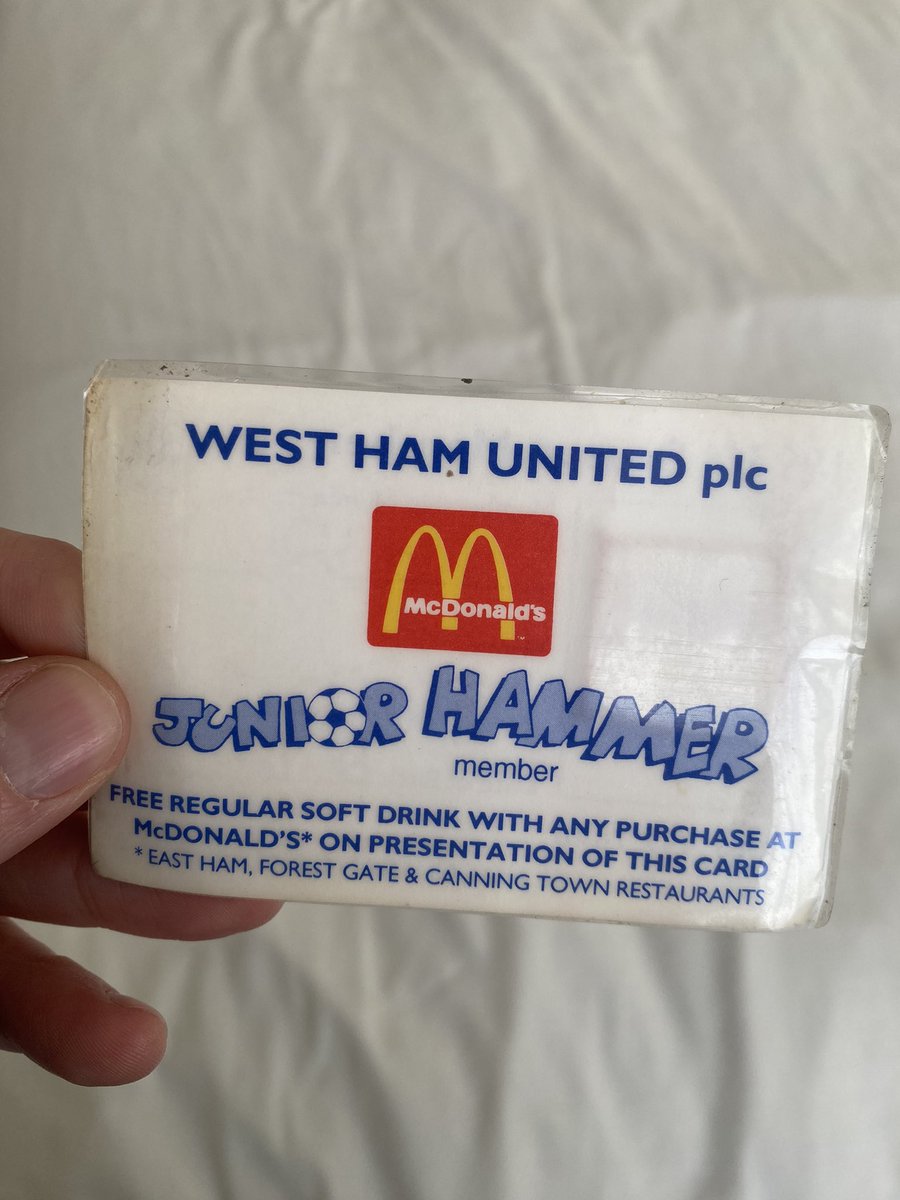 WEST HAM UNITED plc
McDonald's
JUNIOR HAMMER
member
FREE REGULAR SOFT DRINK WITH ANY PURCHASE AT
McDONALD'S* ON PRESENTATION OF THIS CARD
* EAST HAM, FOREST GATE & CANNING TOWN RESTAURANTS